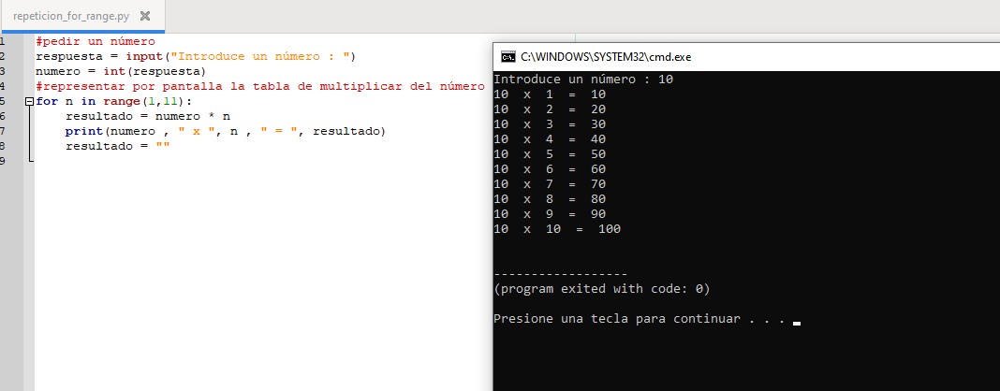 repeticion_for_range.py
1 #pedir un número
2 respuesta = input("Introduce un número : ")
3 numero = int(respuesta)
4 #representar por pantalla la tabla de multiplicar del número
5 for n in range(1,11):
6     resultado = numero * n
7     print(numero , " x ", n , " = ", resultado)
8     resultado = ""
9
C:\WINDOWS\SYSTEM32\cmd.exe
Introduce un número : 10
10  x  1  =  10
10  x  2  =  20
10  x  3  =  30
10  x  4  =  40
10  x  5  =  50
10  x  6  =  60
10  x  7  =  70
10  x  8  =  80
10  x  9  =  90
10  x  10  =  100
------------------
(program exited with code: 0)
Presione una tecla para continuar . . .